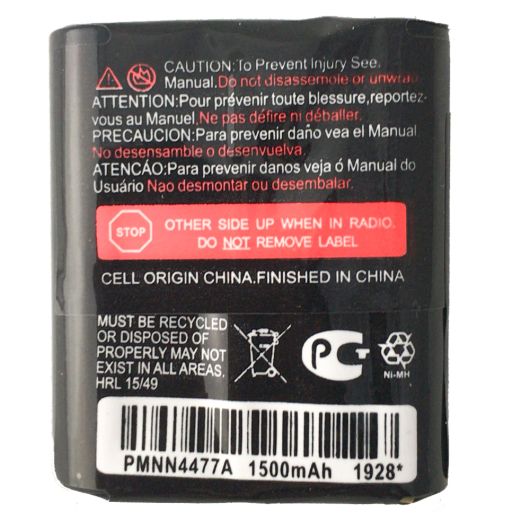 CAUTION:To Prevent Injury See.
Manual.Do not disassemble or unwrap
ATTENTION:Pour prévenir toute blessure,reportez-
vous au Manuel,Ne pas défire ni déballer.
PRECAUCION:Para prevenir daño vea el Manual
No desensamble o desenvuelva.
ATENCÁO:Para prevenir danos veja ó Manual do
Usuário Nao desmontar ou desembalar.
STOP
OTHER SIDE UP WHEN IN RADIO.
DO NOT REMOVE LABEL
CELL ORIGIN CHINA.FINISHED IN CHINA
MUST BE RECYCLED
OR DISPOSED OF
PROPERLY MAY NOT
EXIST IN ALL AREAS,
HRL 15/49
PG
Ni-MH
PMNN4477A 1500mAh 1928*